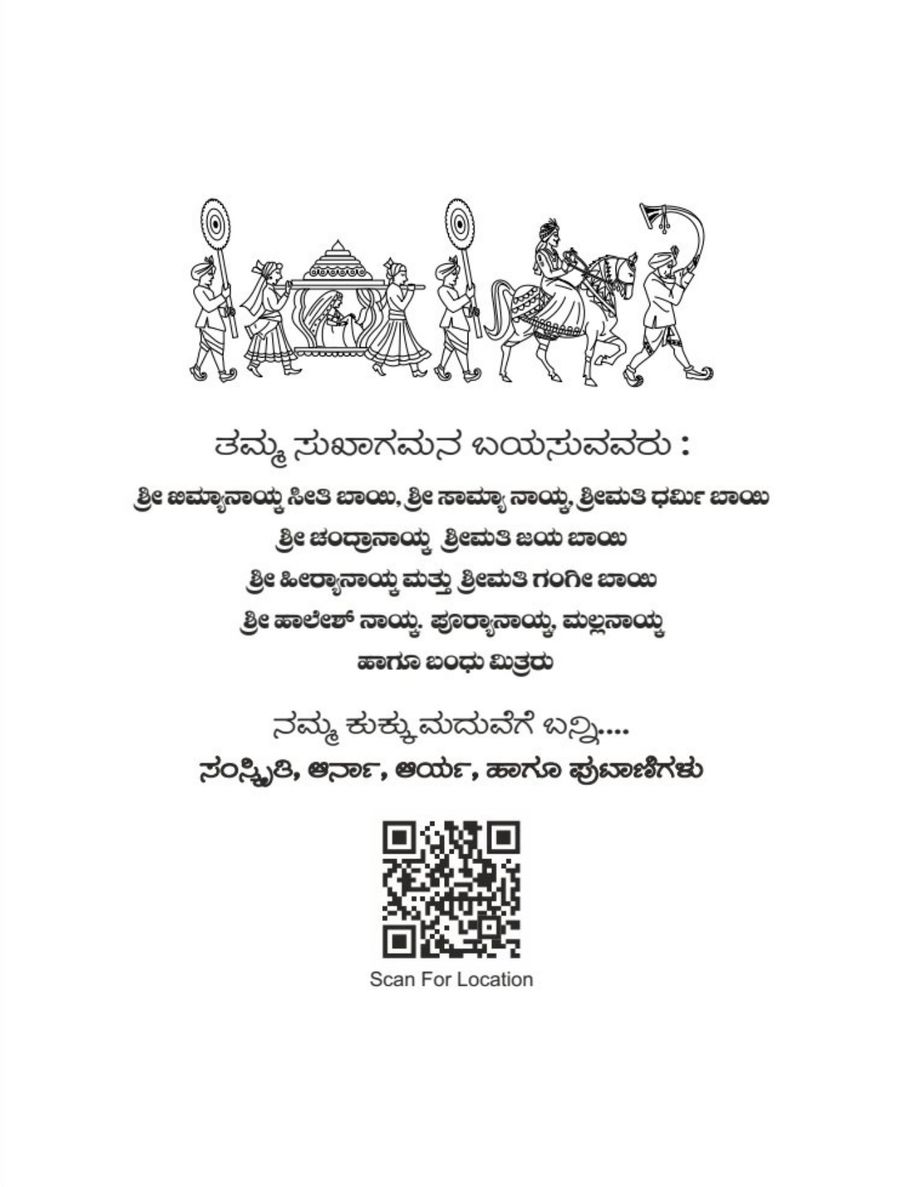 ತಮ್ಮ ಸುಖಾಗಮನ ಬಯಸುವವರು :
ಶ್ರೀ ಖಿಮ್ಯಾನಾಯ್ಕ ಸೀತಿ ಬಾಯಿ, ಶ್ರೀ ಸಾಮ್ಯಾ ನಾಯ್ಕ, ಶ್ರೀಮತಿ ಧರ್ಮಿ ಬಾಯಿ
ಶ್ರೀ ಚಂದ್ರಾನಾಯ್ಕ ಶ್ರೀಮತಿ ಜಯ ಬಾಯಿ
ಶ್ರೀ ಹೀರ‍್ಯಾನಾಯ್ಕ ಮತ್ತು ಶ್ರೀಮತಿ ಗಂಗೀ ಬಾಯಿ
ಶ್ರೀ ಹಾಲೇಶ್ ನಾಯ್ಕ. ಪೂರ‍್ಯಾನಾಯ್ಕ, ಮಲ್ಲನಾಯ್ಕ
ಹಾಗೂ ಬಂಧು ಮಿತ್ರರು
ನಮ್ಮ ಕುಕ್ಕು ಮದುವೆಗೆ ಬನ್ನಿ....
ಸಂಸ್ಕೃತಿ, ಆರ್ನಾ, ಆರ್ಯ, ಹಾಗೂ ಪುಟಾಣಿಗಳು
Scan For Location